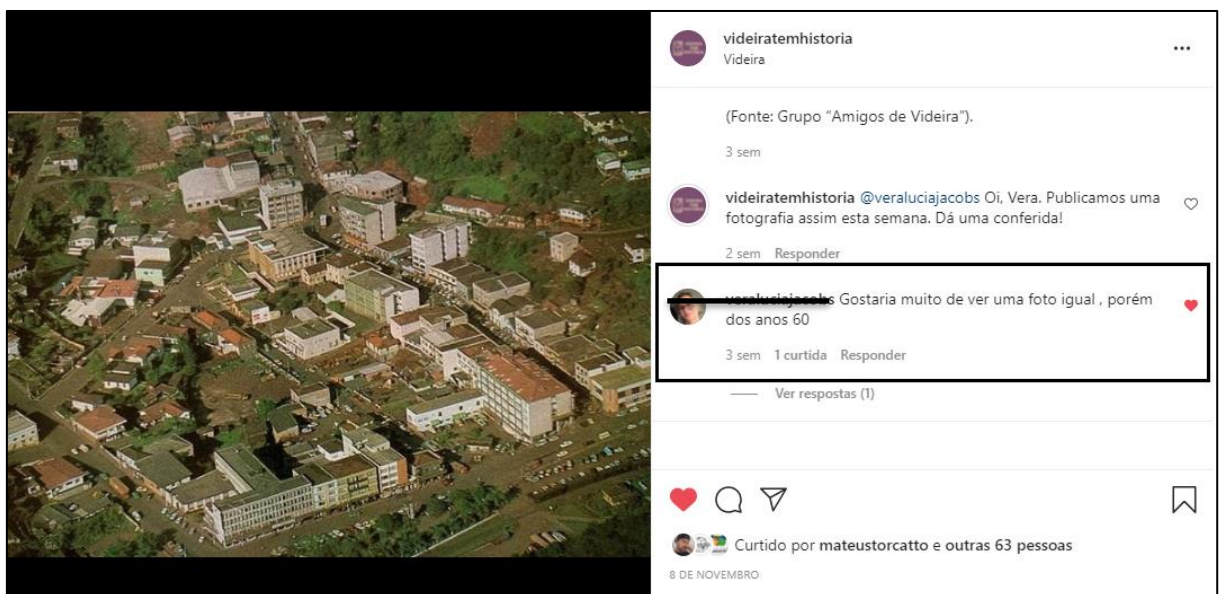 videiratemhistoria
Videira
(Fonte: Grupo "Amigos de Videira").
3 sem
videiratemhistoria @veraluciajacobs Oi, Vera. Publicamos uma
fotografia assim esta semana. Dá uma conferida!
2 sem Responder
veraluciajacobs Gostaria muito de ver uma foto igual , porém
dos anos 60
3 sem 1 curtida Responder
Ver respostas (1)
Curtido por mateustorcatto e outras 63 pessoas
8 DE NOVEMBRO